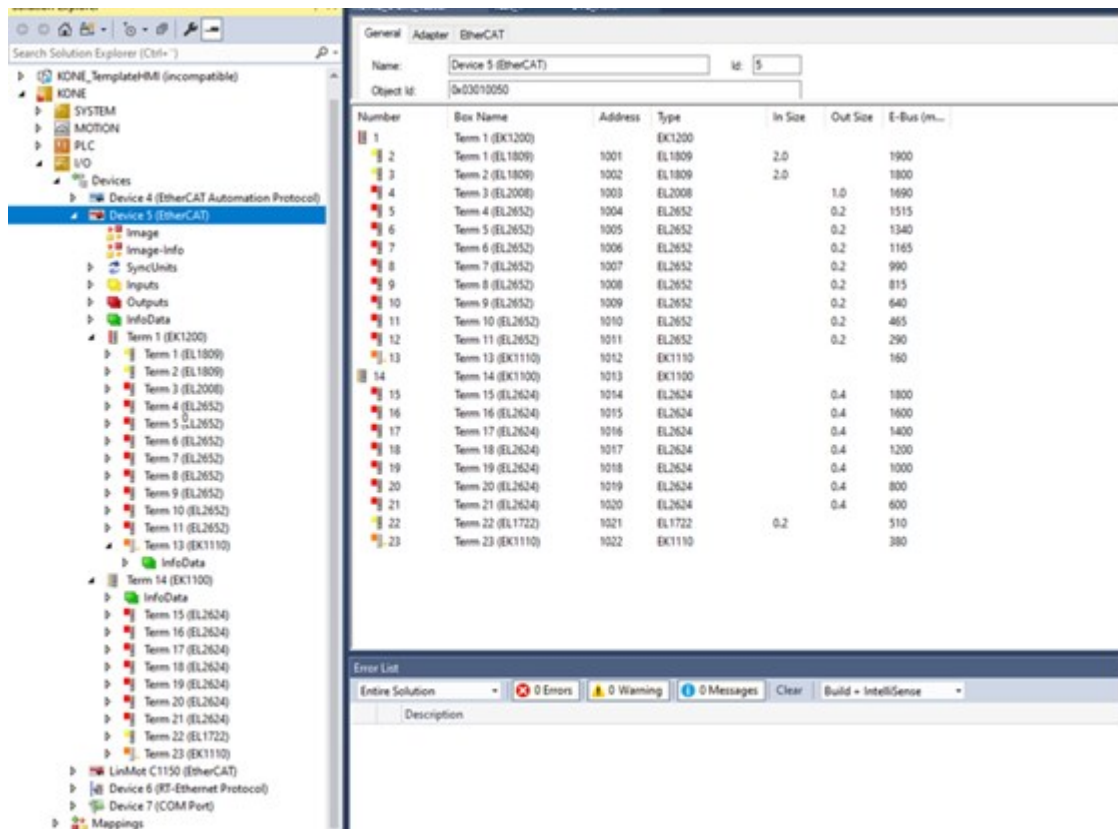 Search Solution Explorer (Ctrl+¨)
KONE_TemplateHMI (incompatible)
KONE
SYSTEM
MOTION
PLC
I/O
Devices
Device 4 (EtherCAT Automation Protocol)
Device 5 (EtherCAT)
Image
Image-Info
SyncUnits
Inputs
Outputs
InfoData
Term 1 (EK1200)
Term 1 (EL1809)
Term 2 (EL1809)
Term 3 (EL2008)
Term 4 (EL2652)
Term 5 (EL2652)
Term 6 (EL2652)
Term 7 (EL2652)
Term 8 (EL2652)
Term 9 (EL2652)
Term 10 (EL2652)
Term 11 (EL2652)
Term 13 (EK1110)
InfoData
Term 14 (EK1100)
InfoData
Term 15 (EL2624)
Term 16 (EL2624)
Term 17 (EL2624)
Term 18 (EL2624)
Term 19 (EL2624)
Term 20 (EL2624)
Term 21 (EL2624)
Term 22 (EL1722)
Term 23 (EK1110)
LinMot C1150 (EtherCAT)
Device 6 (RT-Ethernet Protocol)
Device 7 (COM Port)
Mappings
General Adapter EtherCAT
Name: Device 5 (EtherCAT) Id: 5
Object Id: 0x03010050
Number Box Name Address Type In Size Out Size E-Bus (m...
1 Term 1 (EK1200) EK1200
2 Term 1 (EL1809) 1001 EL1809 2.0 1900
3 Term 2 (EL1809) 1002 EL1809 2.0 1800
4 Term 3 (EL2008) 1003 EL2008 1.0 1690
5 Term 4 (EL2652) 1004 EL2652 0.2 1515
6 Term 5 (EL2652) 1005 EL2652 0.2 1340
7 Term 6 (EL2652) 1006 EL2652 0.2 1165
8 Term 7 (EL2652) 1007 EL2652 0.2 990
9 Term 8 (EL2652) 1008 EL2652 0.2 815
10 Term 9 (EL2652) 1009 EL2652 0.2 640
11 Term 10 (EL2652) 1010 EL2652 0.2 465
12 Term 11 (EL2652) 1011 EL2652 0.2 290
13 Term 13 (EK1110) 1012 EK1110 160
14 Term 14 (EK1100) 1013 EK1100
15 Term 15 (EL2624) 1014 EL2624 0.4 1800
16 Term 16 (EL2624) 1015 EL2624 0.4 1600
17 Term 17 (EL2624) 1016 EL2624 0.4 1400
18 Term 18 (EL2624) 1017 EL2624 0.4 1200
19 Term 19 (EL2624) 1018 EL2624 0.4 1000
20 Term 20 (EL2624) 1019 EL2624 0.4 800
21 Term 21 (EL2624) 1020 EL2624 0.4 600
22 Term 22 (EL1722) 1021 EL1722 0.2 510
23 Term 23 (EK1110) 1022 EK1110 380
Error List
Entire Solution 0 Errors 0 Warning 0 Messages Clear Build + IntelliSense
Description